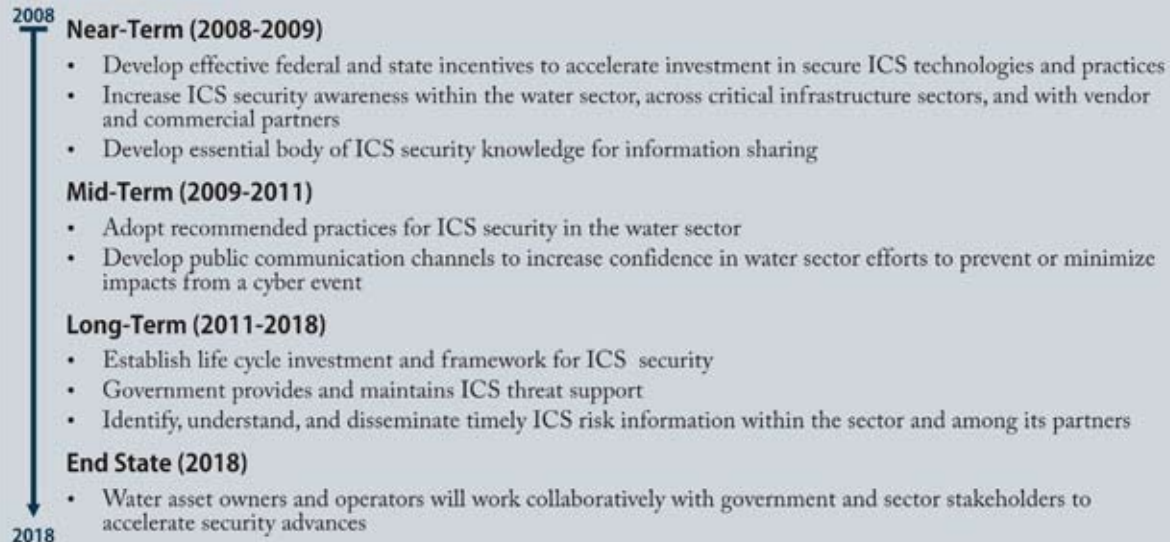 2008
Near-Term (2008-2009)
• Develop effective federal and state incentives to accelerate investment in secure ICS technologies and practices
• Increase ICS security awareness within the water sector, across critical infrastructure sectors, and with vendor
and commercial partners
• Develop essential body of ICS security knowledge for information sharing
Mid-Term (2009-2011)
• Adopt recommended practices for ICS security in the water sector
• Develop public communication channels to increase confidence in water sector efforts to prevent or minimize
impacts from a cyber event
Long-Term (2011-2018)
• Establish life cycle investment and framework for ICS security
• Government provides and maintains ICS threat support
• Identify, understand, and disseminate timely ICS risk information within the sector and among its partners
End State (2018)
• Water asset owners and operators will work collaboratively with government and sector stakeholders to
accelerate security advances
2018